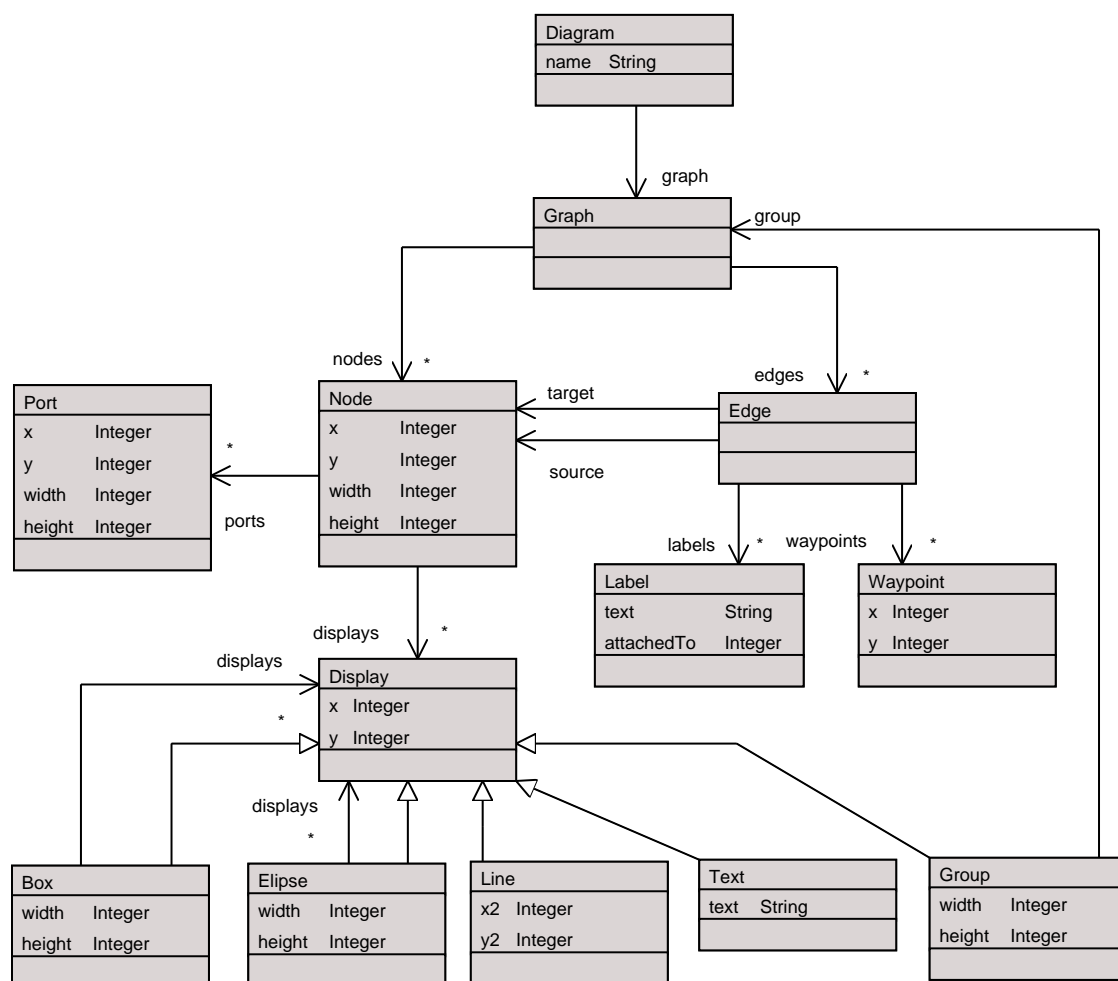 Diagram
name String
graph
Graph
group
nodes *
edges *
Port
x Integer
y Integer
width Integer
height Integer
*
ports
Node
x Integer
y Integer
width Integer
height Integer
target
source
Edge
labels *
waypoints *
Label
text String
attachedTo Integer
Waypoint
x Integer
y Integer
displays *
displays
*
Display
x Integer
y Integer
displays
*
Box
width Integer
height Integer
Elipse
width Integer
height Integer
Line
x2 Integer
y2 Integer
Text
text String
Group
width Integer
height Integer